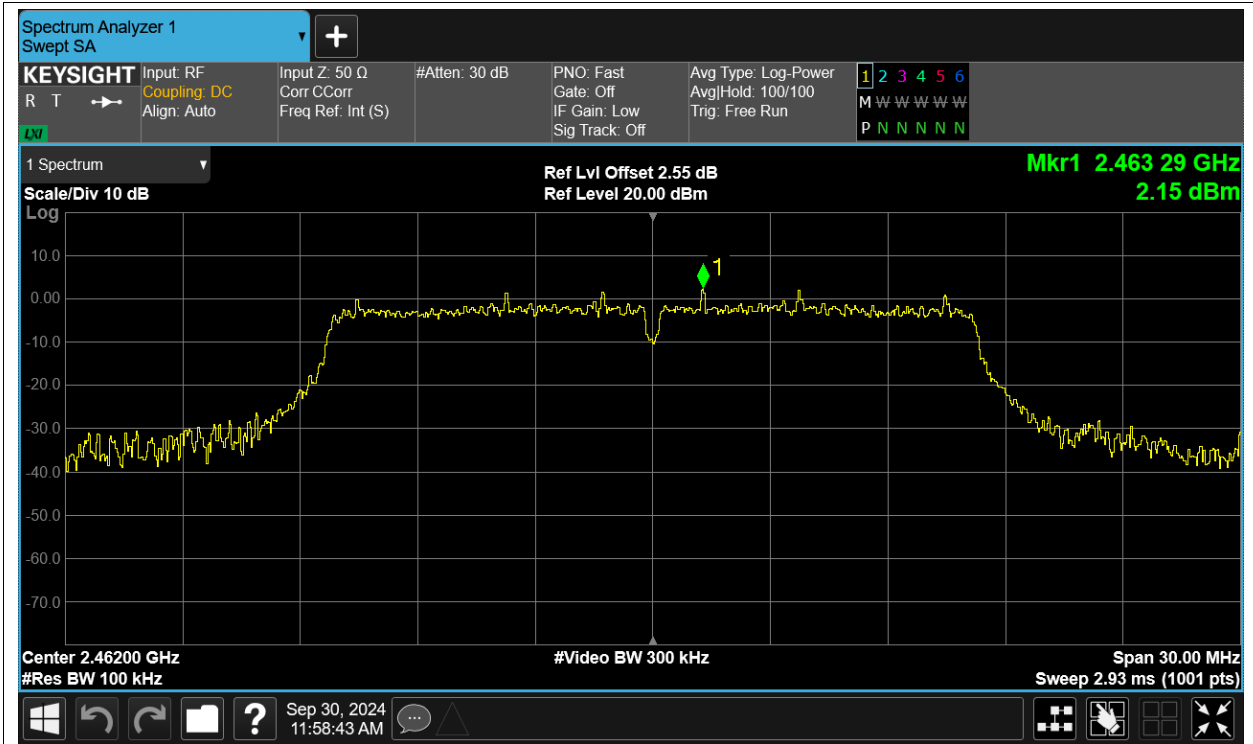 Spectrum Analyzer 1
Swept SA
KEYSIGHT
R T
LXI
Input: RF
Coupling: DC
Align: Auto
Input Z: 50 Ω
Corr CCorr
Freq Ref: Int (S)
#Atten: 30 dB
PNO: Fast
Gate: Off
IF Gain: Low
Sig Track: Off
Avg Type: Log-Power
Avg|Hold: 100/100
Trig: Free Run
1 2 3 4 5 6
M W W W W W
P N N N N N
1 Spectrum
Scale/Div 10 dB
Log
Ref Lvl Offset 2.55 dB
Ref Level 20.00 dBm
Mkr1 2.463 29 GHz
2.15 dBm
1
10.0
0.00
-10.0
-20.0
-30.0
-40.0
-50.0
-60.0
-70.0
Center 2.46200 GHz
#Res BW 100 kHz
#Video BW 300 kHz
Span 30.00 MHz
Sweep 2.93 ms (1001 pts)
?
Sep 30, 2024
11:58:43 AM